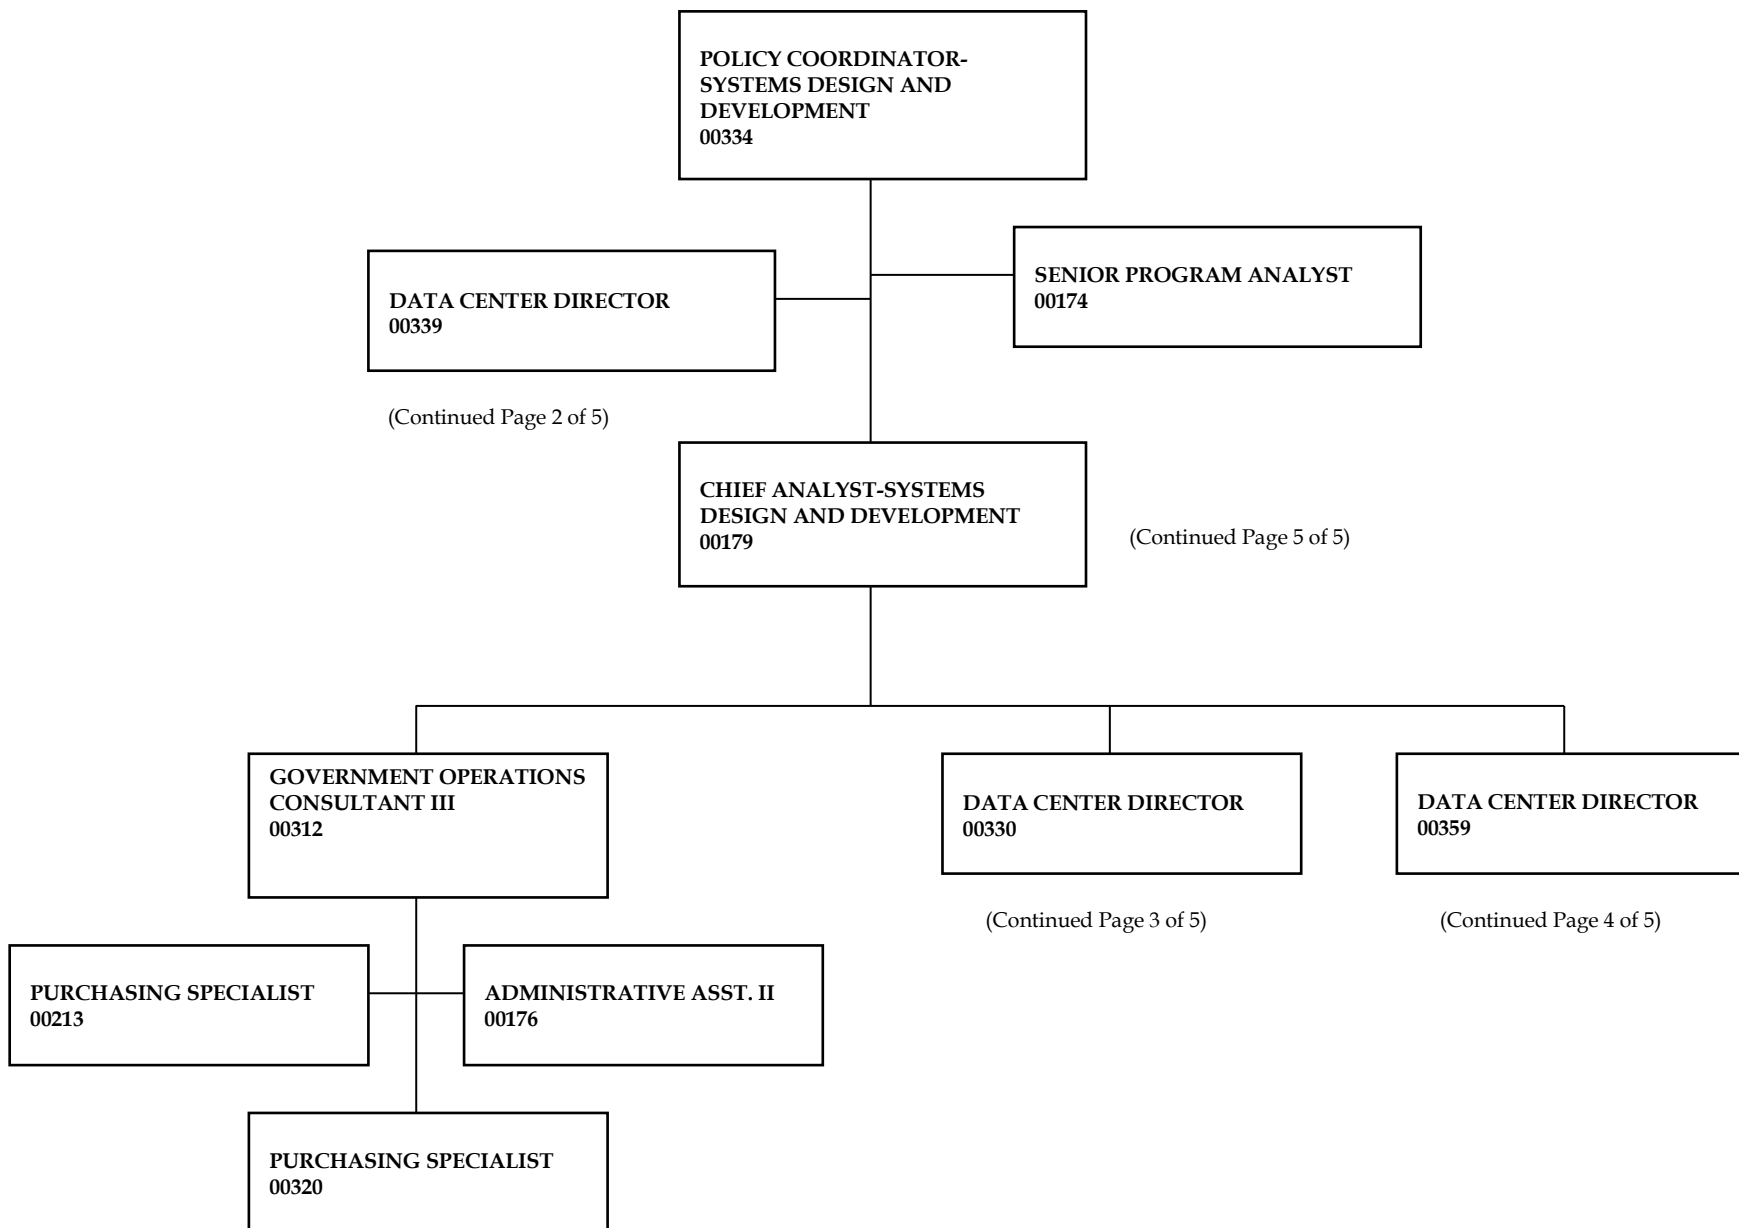 POLICY COORDINATOR-
SYSTEMS DESIGN AND
DEVELOPMENT
00334
SENIOR PROGRAM ANALYST
00174
DATA CENTER DIRECTOR
00339
(Continued Page 2 of 5)
CHIEF ANALYST-SYSTEMS
DESIGN AND DEVELOPMENT
00179
(Continued Page 5 of 5)
GOVERNMENT OPERATIONS
CONSULTANT III
00312
DATA CENTER DIRECTOR
00330
DATA CENTER DIRECTOR
00359
(Continued Page 3 of 5)
(Continued Page 4 of 5)
PURCHASING SPECIALIST
00213
ADMINISTRATIVE ASST. II
00176
PURCHASING SPECIALIST
00320